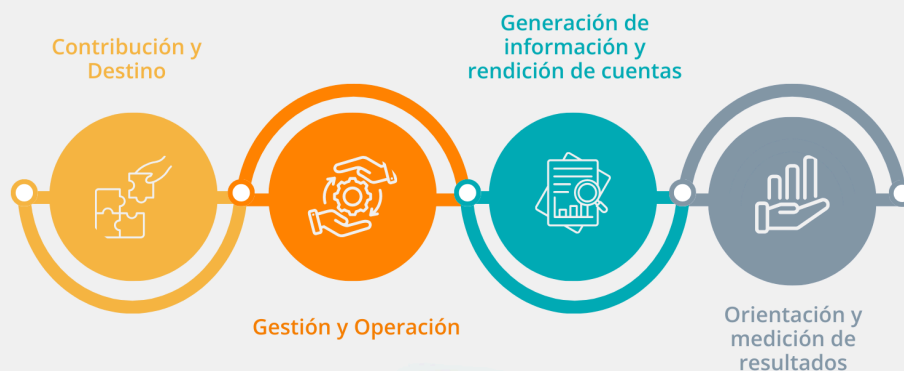 Contribución y
Destino
Gestión y Operación
Generación de
información y
rendición de cuentas
Orientación y
medición de
resultados